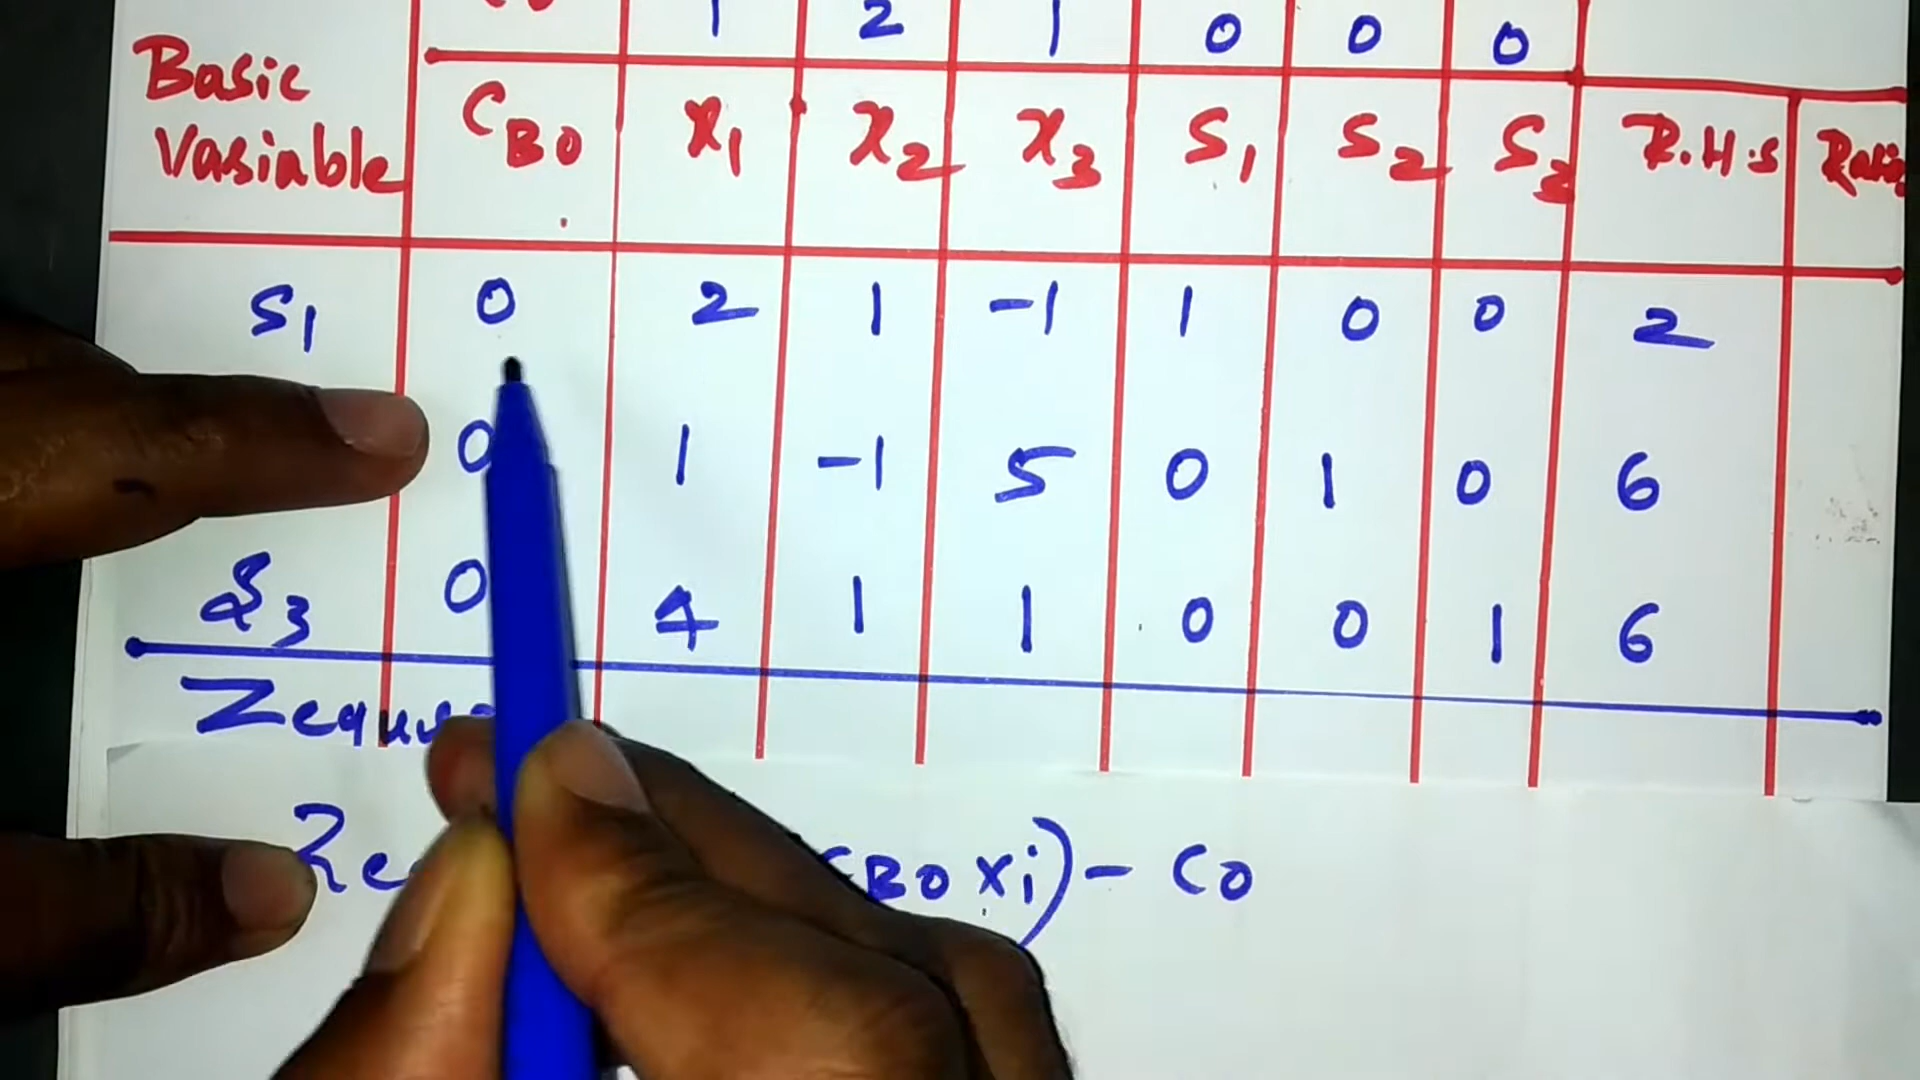 1 2 1 0 0 0
Basic Variable CB0 X1 X2 X3 S1 S2 S3 R.H.S
S1 0 2 1 -1 1 0 0 2
0 1 -1 5 0 1 0 6
S3 0 4 1 1 0 0 1 6
CB0 Xi) - C0